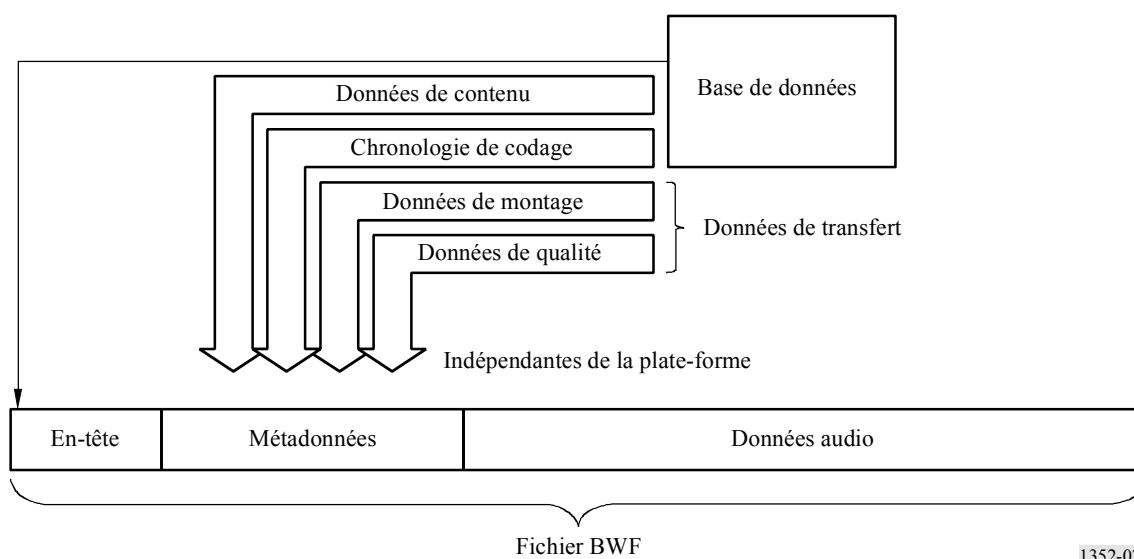 Base de données
Données de contenu
Chronologie de codage
Données de montage
Données de transfert
Données de qualité
Indépendantes de la plate-forme
En-tête
Métadonnées
Données audio
Fichier BWF